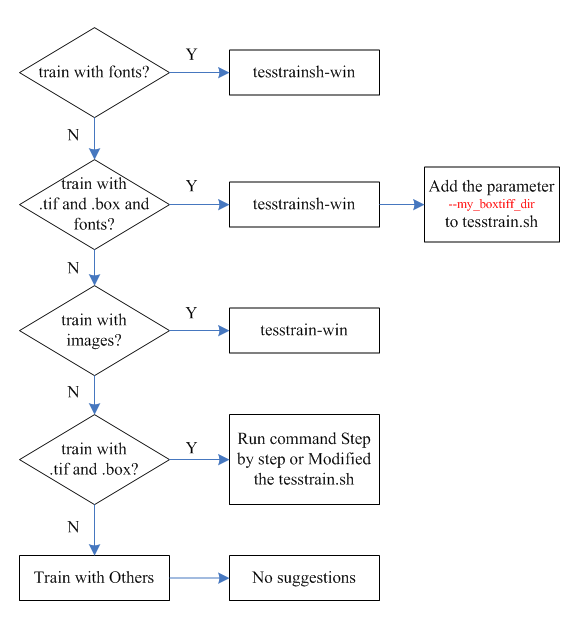 train with fonts?
Y
tesstrainsh-win
N
train with
.tif and .box and
fonts?
Y
tesstrainsh-win
Add the parameter
--my_boxtiff_dir
to tesstrain.sh
N
train with
images?
Y
tesstrain-win
N
train with
.tif and .box?
Y
Run command Step
by step or Modified
the tesstrain.sh
N
Train with Others
No suggestions